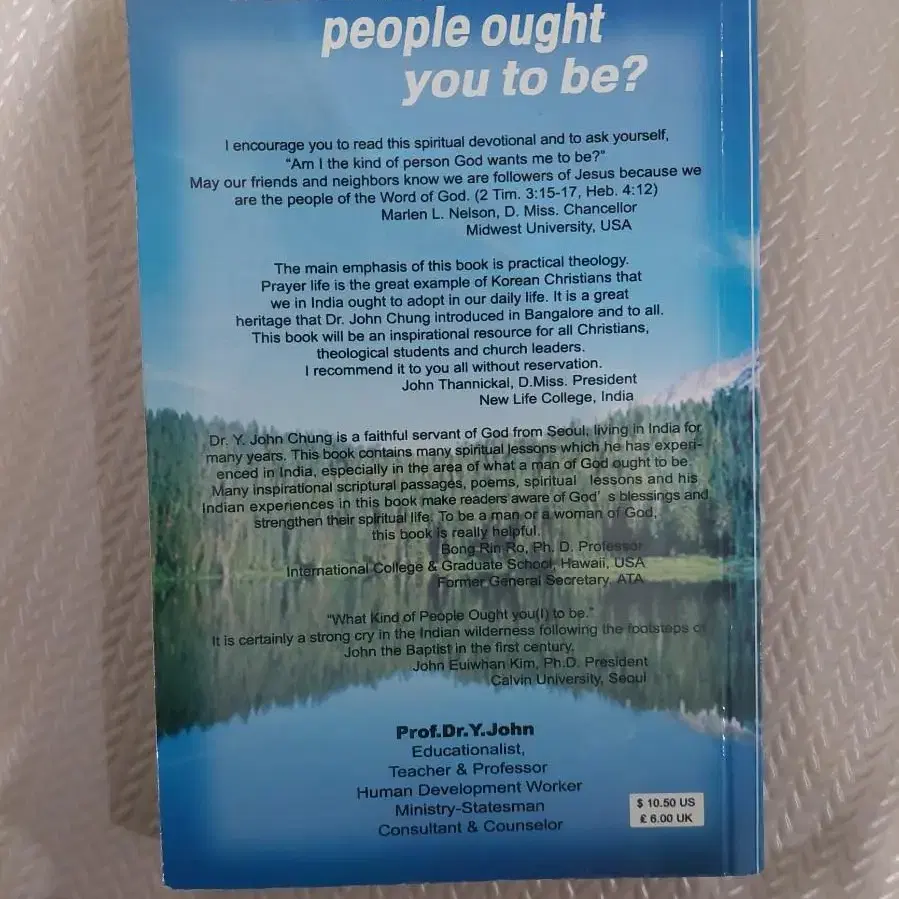 people ought
you to be?
I encourage you to read this spiritual devotional and to ask yourself,
"Am I the kind of person God wants me to be?"
May our friends and neighbors know we are followers of Jesus because we
are the people of the Word of God. (2 Tim. 3:15-17, Heb. 4:12)
Marlen L. Nelson, D. Miss. Chancellor
Midwest University, USA
The main emphasis of this book is practical theology.
Prayer life is the great example of Korean Christians that
we in India ought to adopt in our daily life. It is a great
heritage that Dr. John Chung introduced in Bangalore and to all.
This book will be an inspirational resource for all Christians,
theological students and church leaders.
I recommend it to you all without reservation.
John Thannickal, D.Miss. President
New Life College, India
Dr. Y. John Chung is a faithful servant of God from Seoul, living in India for
many years. This book contains many spiritual lessons which he has experi-
enced in India, especially in the area of what a man of God ought to be.
Many inspirational scriptural passages, poems, spiritual lessons and his
Indian experiences in this book make readers aware of God's blessings and
strengthen their spiritual life. To be a man or a woman of God,
this book is really helpful.
Bong Rin Ro, Ph. D. Professor
International College & Graduate School, Hawaii, USA
Former General Secretary. ATA
"What Kind of People Ought you(I) to be."
It is certainly a strong cry in the Indian wilderness following the footsteps of
John the Baptist in the first century.
John Euiwhan Kim, Ph.D. President
Calvin University, Seoul
Prof.Dr.Y.John
Educationalist,
Teacher & Professor
Human Development Worker
Ministry-Statesman
Consultant & Counselor
$ 10.50 US
£ 6.00 UK